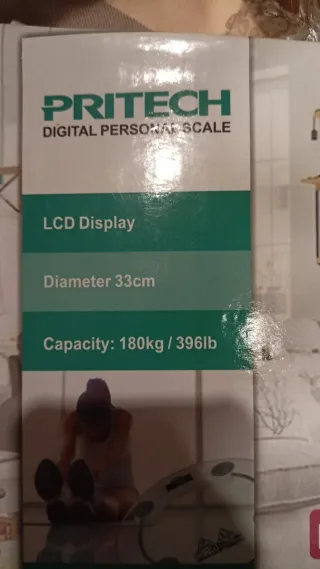 PRITECH
DIGITAL PERSONAL SCALE
LCD Display
Diameter 33cm
Capacity: 180kg / 396lb